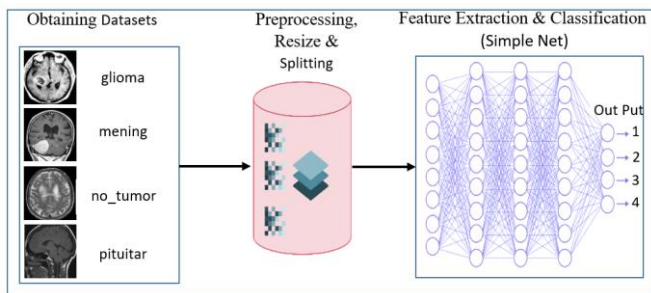 Obtaining Datasets
glioma
mening
no_tumor
pituitar
Preprocessing,
Resize &
Splitting
Feature Extraction & Classification
(Simple Net)
Out Put
1
2
3
4